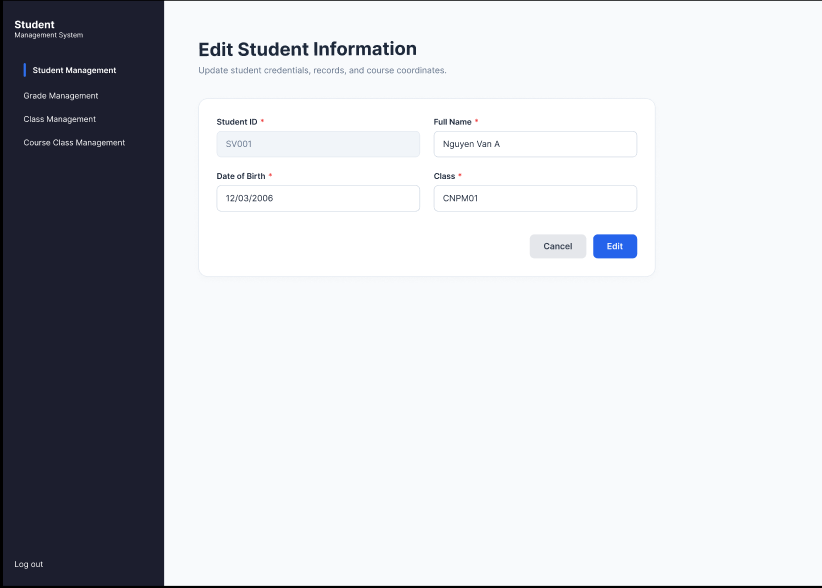 Student
Management System
Student Management
Grade Management
Class Management
Course Class Management
Log out
Edit Student Information
Update student credentials, records, and course coordinates.
Student ID *
Full Name *
SV001
Nguyen Van A
Date of Birth *
Class *
12/03/2006
CNPM01
Cancel
Edit